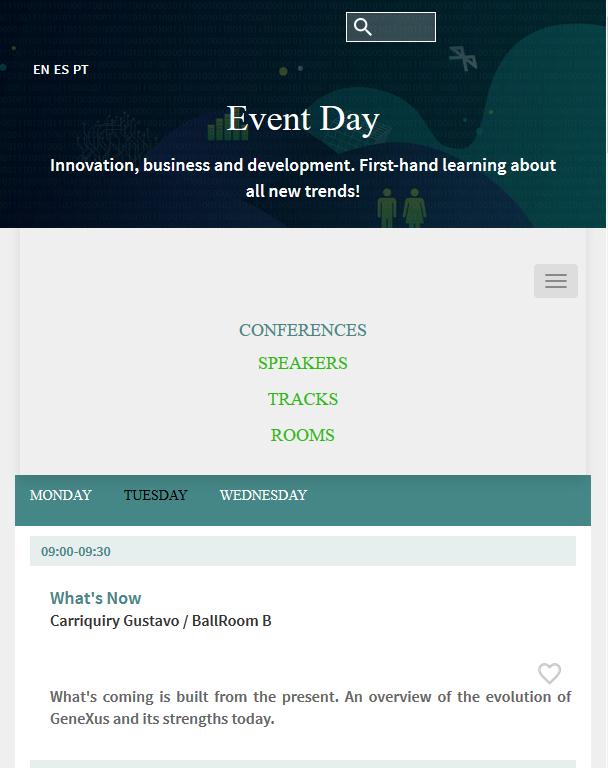 EN ES PT
Event Day
Innovation, business and development. First-hand learning about
all new trends!
CONFERENCES
SPEAKERS
TRACKS
ROOMS
MONDAY TUESDAY WEDNESDAY
09:00-09:30
What's Now
Carriquiry Gustavo / BallRoom B
What's coming is built from the present. An overview of the evolution of
GeneXus and its strengths today.